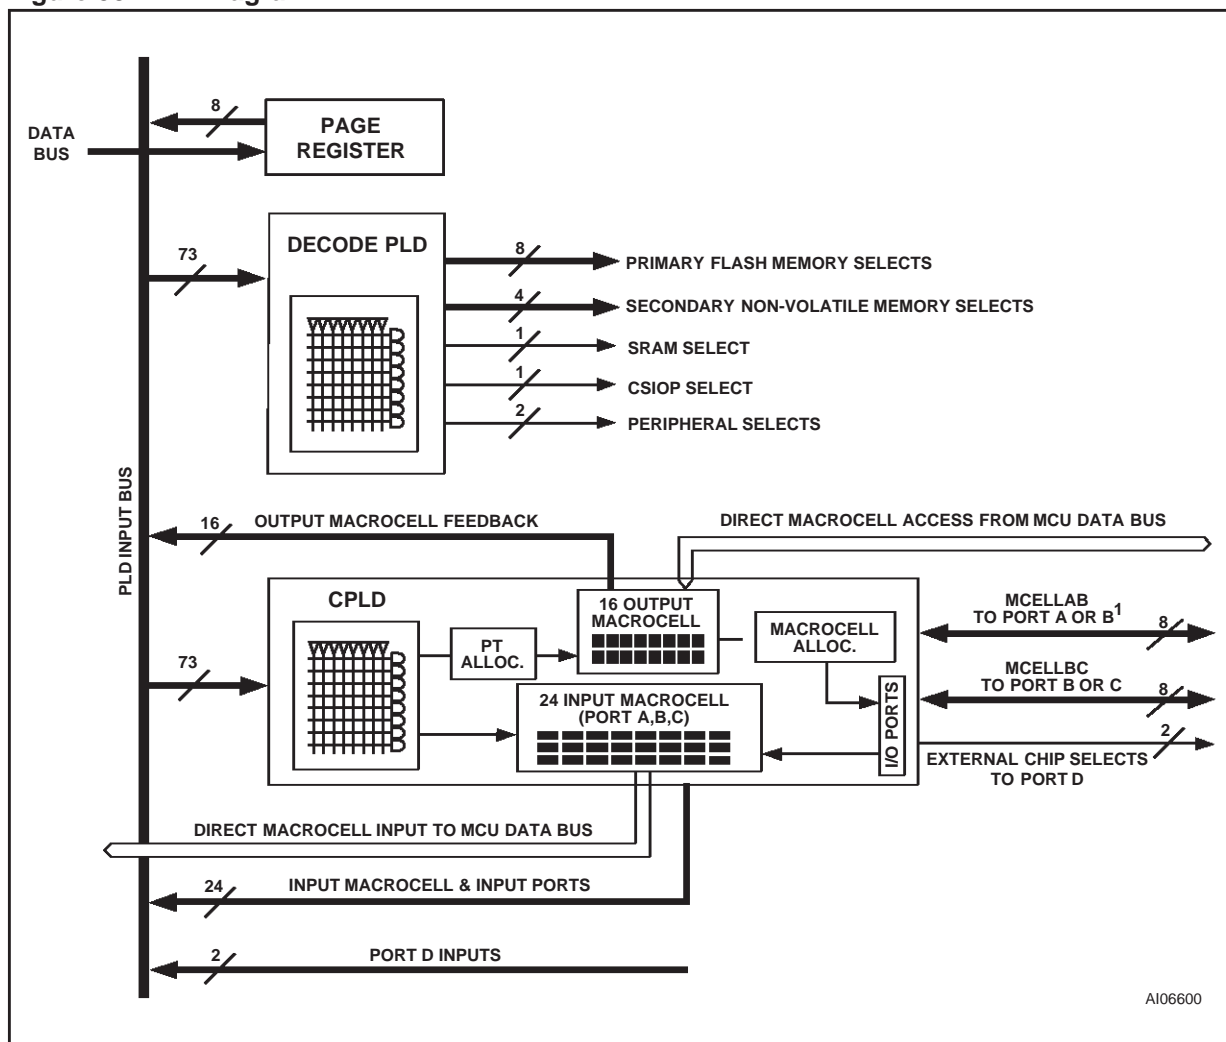 8
PAGE
REGISTER
DATA
BUS
73
DECODE PLD
8
PRIMARY FLASH MEMORY SELECTS
4
SECONDARY NON-VOLATILE MEMORY SELECTS
1
SRAM SELECT
1
CSIOP SELECT
2
PERIPHERAL SELECTS
PLD INPUT BUS
16
OUTPUT MACROCELL FEEDBACK
DIRECT MACROCELL ACCESS FROM MCU DATA BUS
73
CPLD
PT
ALLOC.
16 OUTPUT
MACROCELL
MACROCELL
ALLOC.
24 INPUT MACROCELL
(PORT A,B,C)
I/O PORTS
MCELLAB
TO PORT A OR B1
8
MCELLBC
TO PORT B OR C
8
2
EXTERNAL CHIP SELECTS
TO PORT D
DIRECT MACROCELL INPUT TO MCU DATA BUS
24
INPUT MACROCELL & INPUT PORTS
2
PORT D INPUTS
AI06600